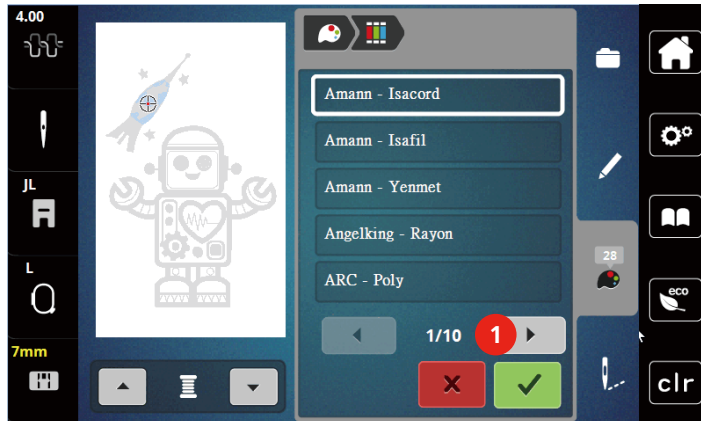 4.00
JL
L
7mm
Amann - Isacord
Amann - Isafil
Amann - Yenmet
Angelking - Rayon
ARC - Poly
1/10
1
28
eco
clr